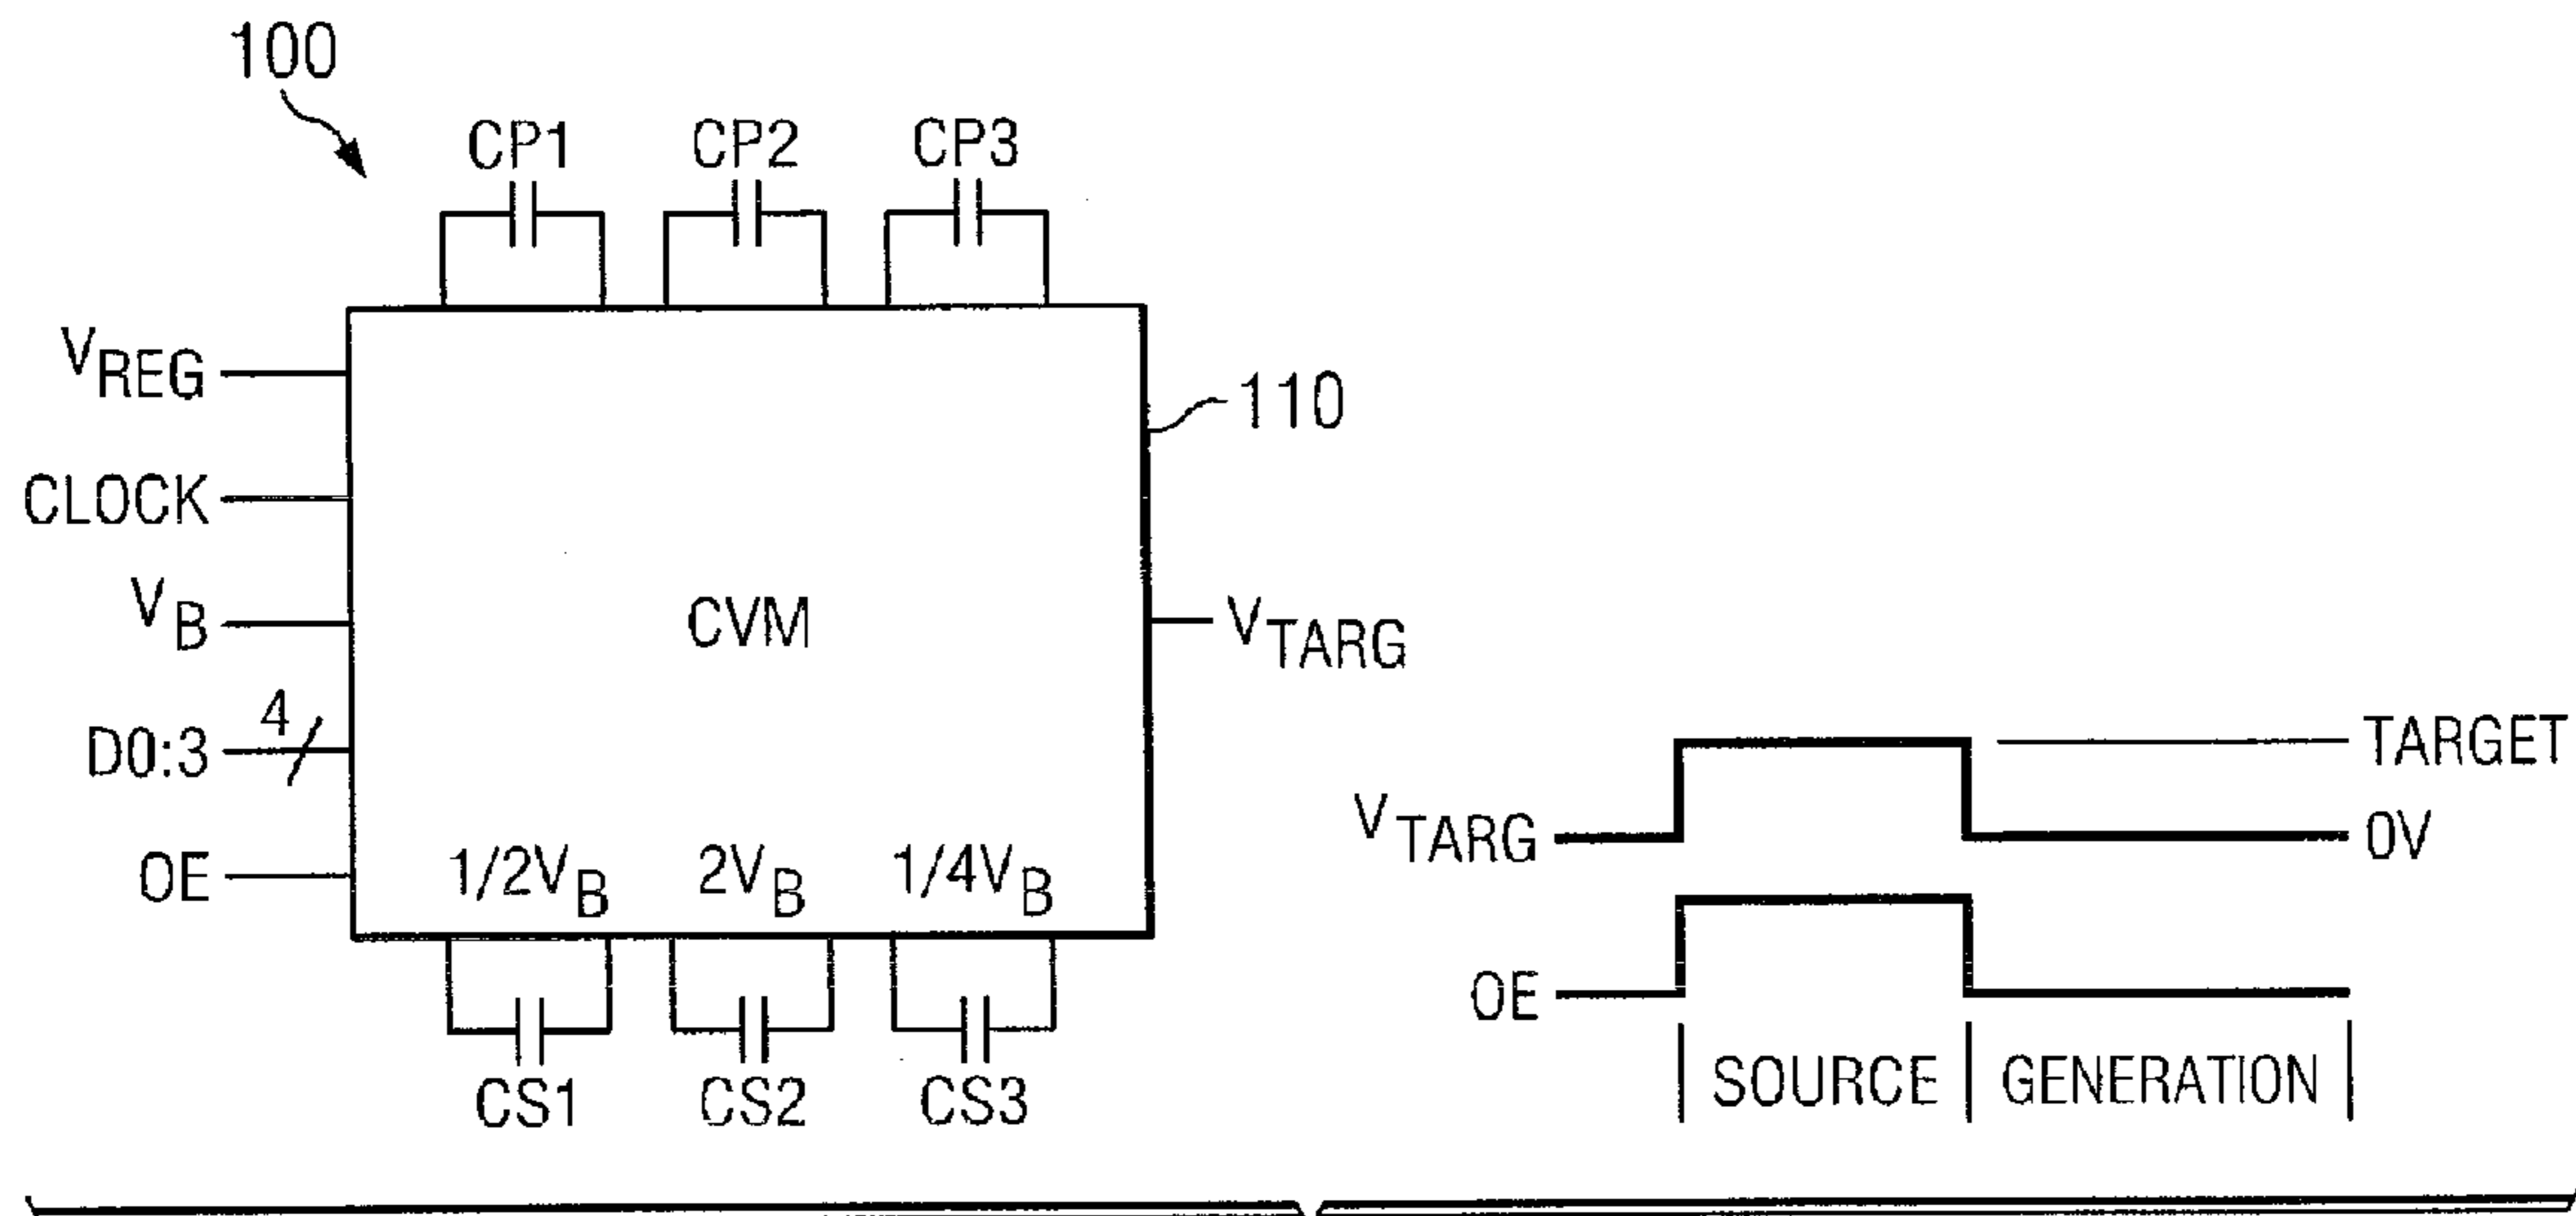 100
CP1 CP2 CP3
VREG
110
CLOCK
VB
CVM
VTARG
4
D0:3
TARGET
VTARG
0V
OE
1/2VB 2VB 1/4VB
OE
CS1 CS2 CS3
SOURCE GENERATION